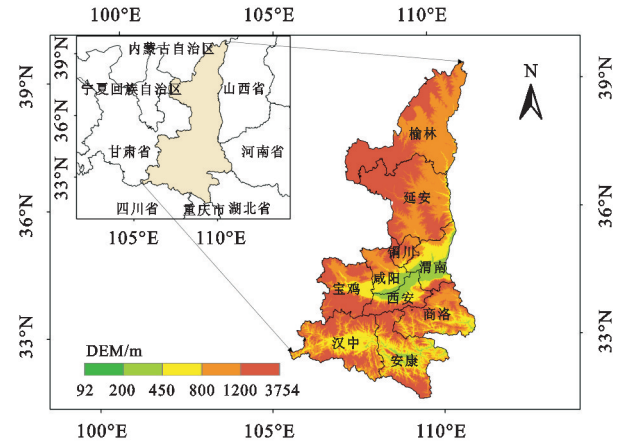 100°E 105°E 110°E
39°N
36°N
33°N
39°N
36°N
33°N
内蒙古自治区
宁夏回族自治区
山西省
甘肃省
河南省
四川省
重庆市
湖北省
39°N
36°N
33°N
105°E 110°E
N
榆林
延安
铜川
渭南
咸阳
宝鸡
西安
商洛
汉中
安康
DEM/m
92 200 450 800 1200 3754
100°E 105°E 110°E